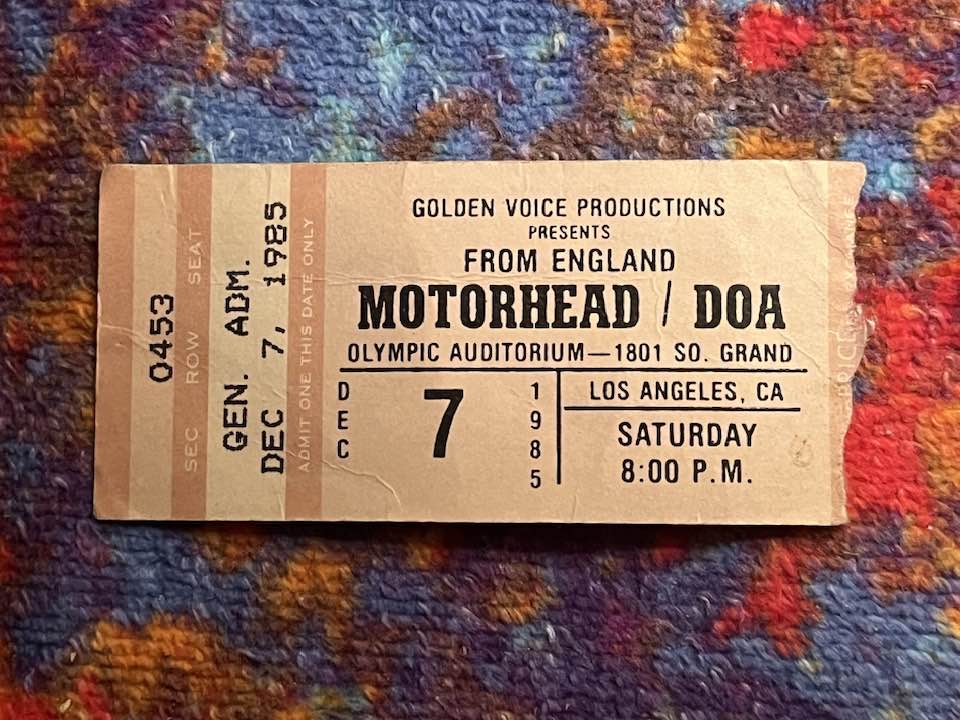 0453
SEC ROW SEAT
GEN. ADM.
DEC 7, 1985
ADMIT ONE THIS DATE ONLY
GOLDEN VOICE PRODUCTIONS
PRESENTS
FROM ENGLAND
MOTORHEAD / DOA
OLYMPIC AUDITORIUM—1801 SO. GRAND
DEC
7
1985
LOS ANGELES, CA
SATURDAY
8:00 P.M.
PRICE